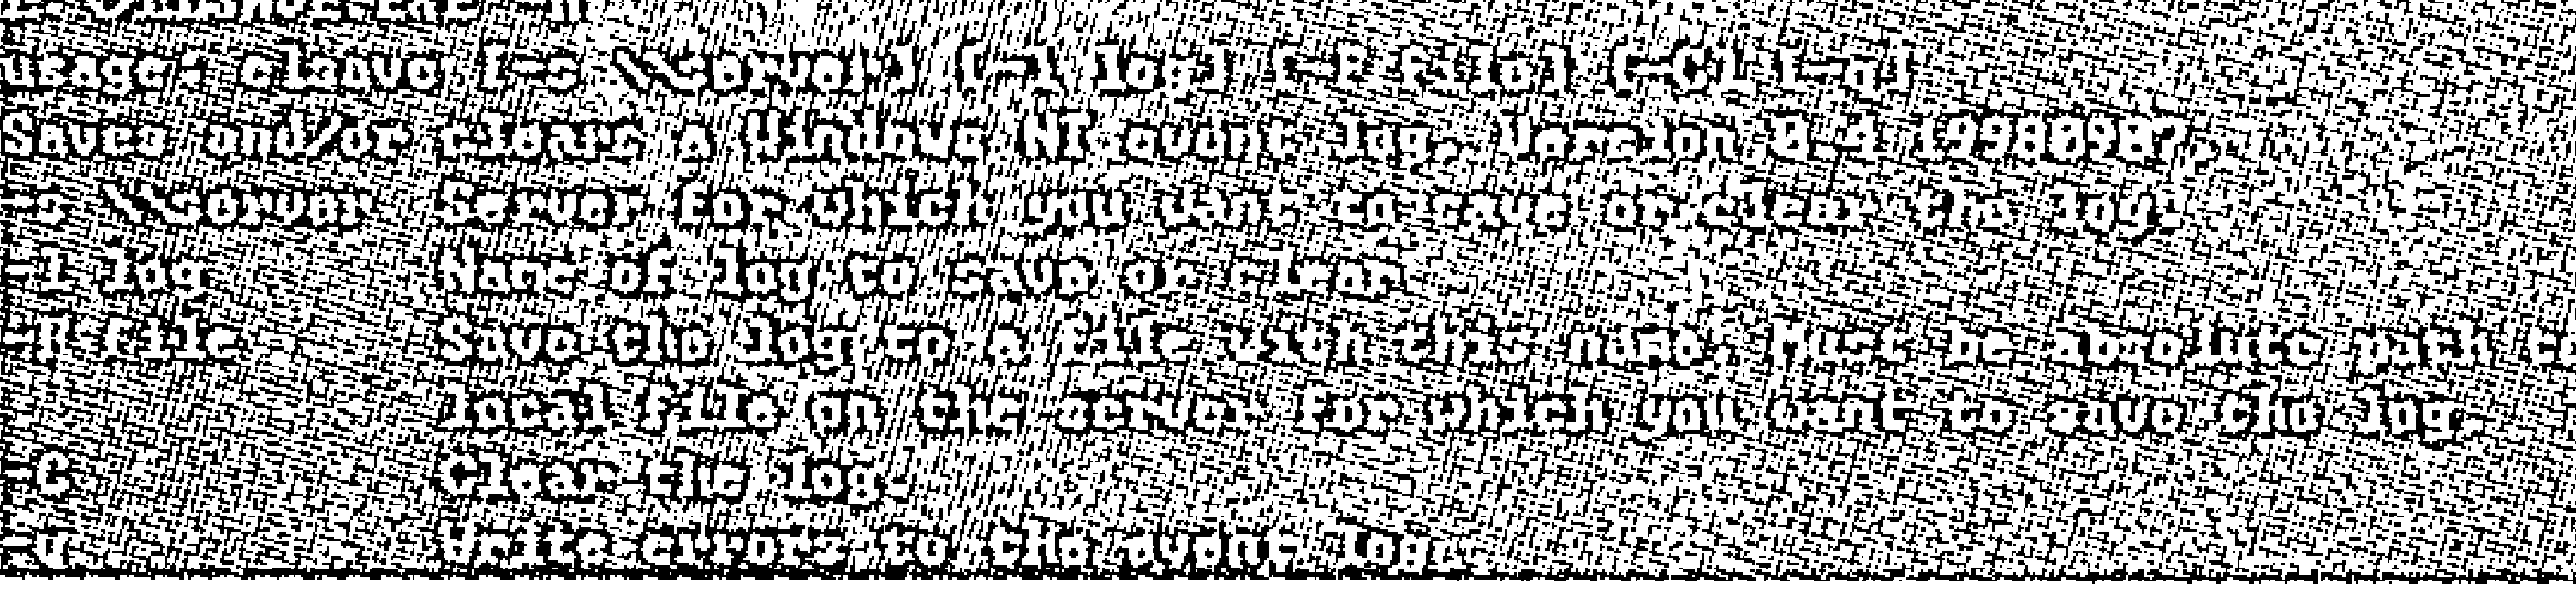 usage: elsave [-s \\server] [-l log] [-F file] [-C] [-q]
Saves and/or clears a Windows NT event log. Version 0.4 19980907.
-s \\server Server for which you want to save or clear the log.
-l log Name of log to save or clear.
-F file Save the log to a file with this name. Must be absolute path to
local file on the server for which you want to save the log.
-C Clear the log.
-q Write errors to the event log.